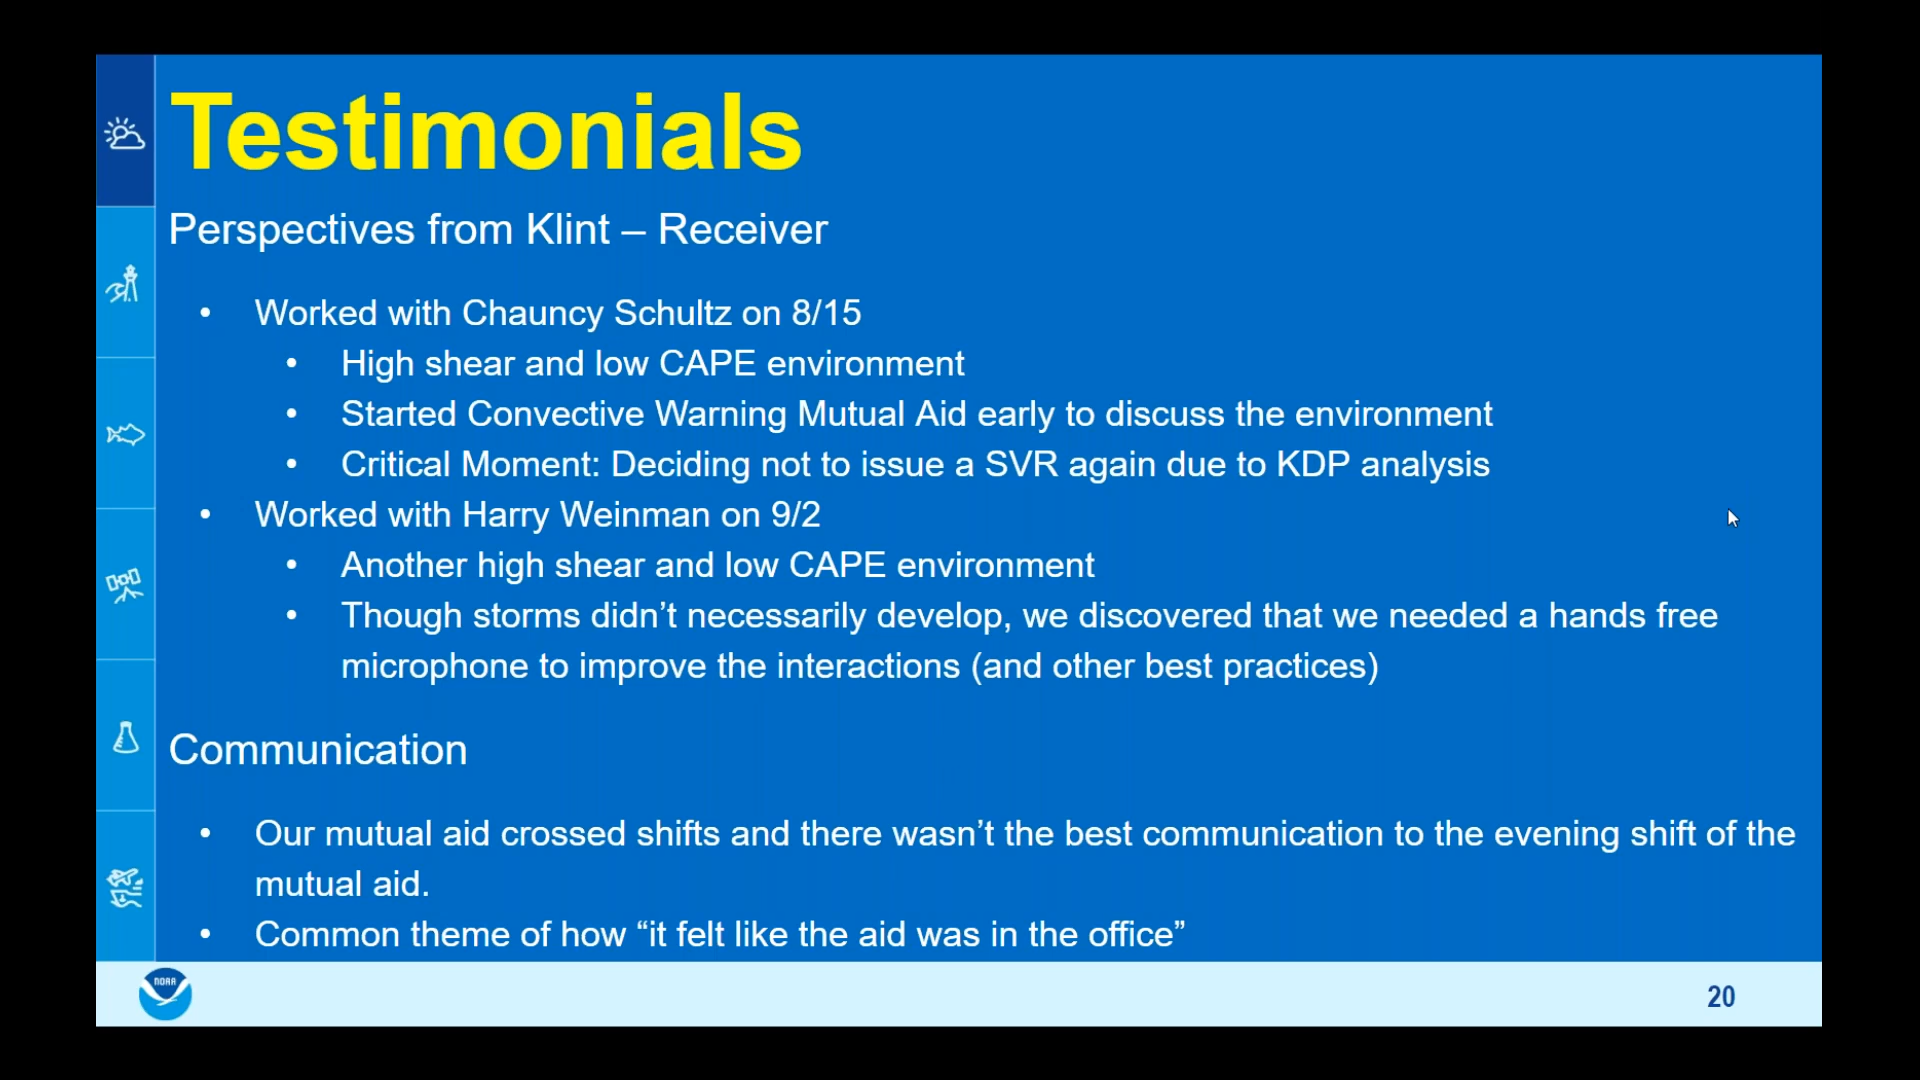 Testimonials
Perspectives from Klint – Receiver
• Worked with Chauncy Schultz on 8/15
• High shear and low CAPE environment
• Started Convective Warning Mutual Aid early to discuss the environment
• Critical Moment: Deciding not to issue a SVR again due to KDP analysis
• Worked with Harry Weinman on 9/2
• Another high shear and low CAPE environment
• Though storms didn’t necessarily develop, we discovered that we needed a hands free
microphone to improve the interactions (and other best practices)
Communication
• Our mutual aid crossed shifts and there wasn’t the best communication to the evening shift of the
mutual aid.
• Common theme of how “it felt like the aid was in the office”
NOAA
20